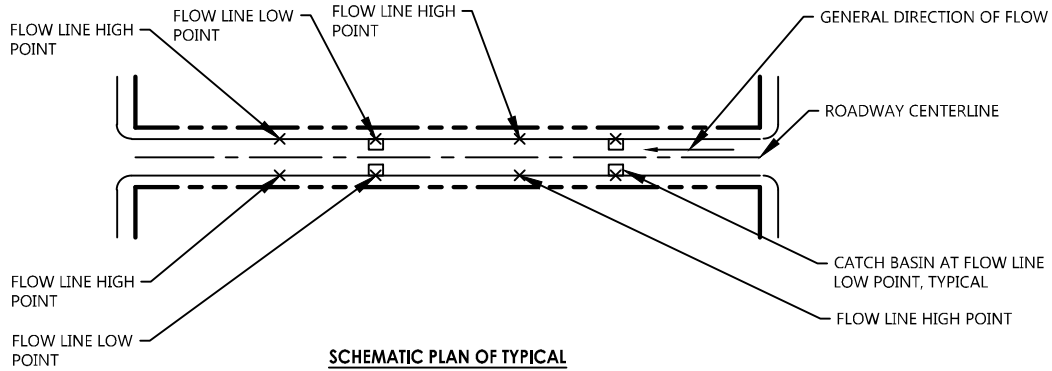 FLOW LINE HIGH
POINT
FLOW LINE LOW
POINT
FLOW LINE HIGH
POINT
GENERAL DIRECTION OF FLOW
ROADWAY CENTERLINE
FLOW LINE HIGH
POINT
FLOW LINE LOW
POINT
CATCH BASIN AT FLOW LINE
LOW POINT, TYPICAL
FLOW LINE HIGH POINT
SCHEMATIC PLAN OF TYPICAL